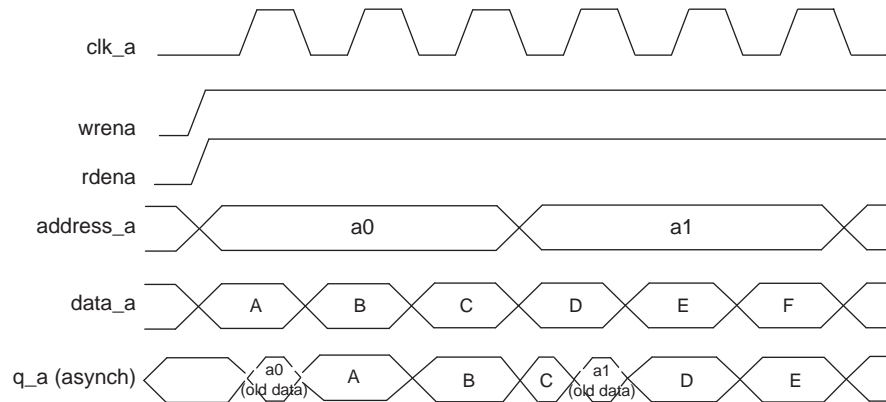 clk_a
wrena
rdena
address_a a0 a1
data_a A B C D E F
q_a (asynch) a0 (old data) A B C a1 (old data) D E